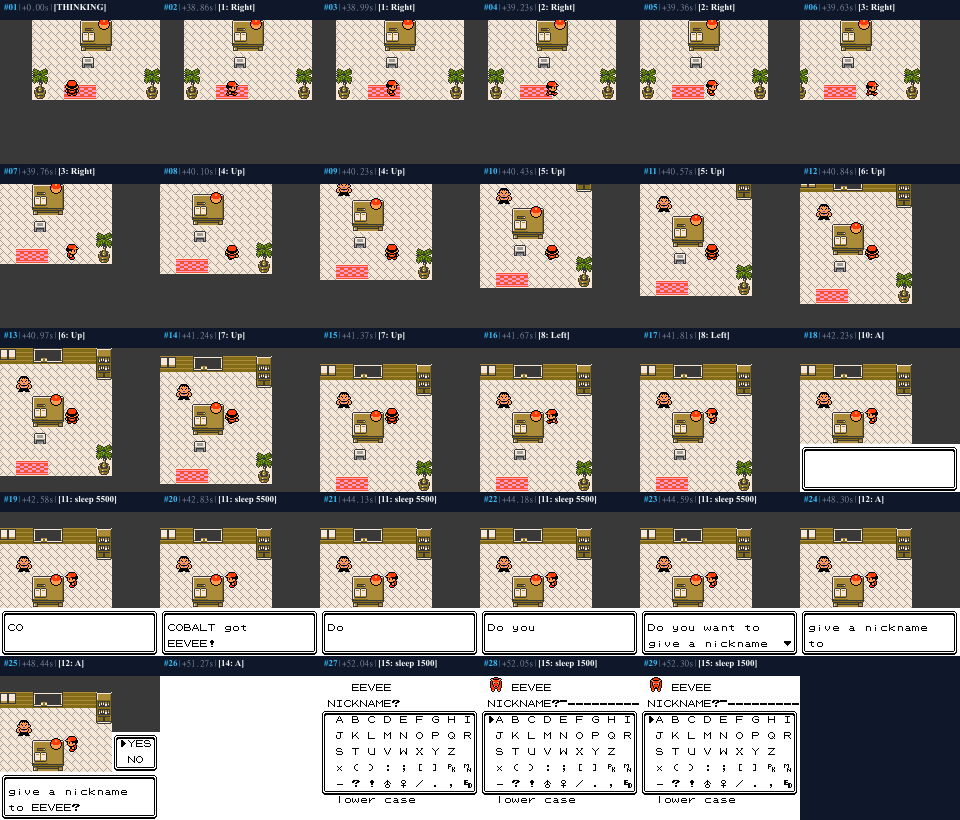 #01|+0.00s|[THINKING]
#02|+38.86s|[1: Right]
#03|+38.99s|[1: Right]
#04|+39.23s|[2: Right]
#05|+39.36s|[2: Right]
#06|+39.63s|[3: Right]
#07|+39.76s|[3: Right]
#08|+40.10s|[4: Up]
#09|+40.23s|[4: Up]
#10|+40.43s|[5: Up]
#11|+40.57s|[5: Up]
#12|+40.84s|[6: Up]
#13|+40.97s|[6: Up]
#14|+41.24s|[7: Up]
#15|+41.37s|[7: Up]
#16|+41.67s|[8: Left]
#17|+41.81s|[8: Left]
#18|+42.23s|[10: A]
#19|+42.58s|[11: sleep 5500]
#20|+42.83s|[11: sleep 5500]
#21|+44.13s|[11: sleep 5500]
#22|+44.18s|[11: sleep 5500]
#23|+44.59s|[11: sleep 5500]
#24|+48.30s|[12: A]
CO
COBALT got
EEVEE!
Do
Do you
Do you want to
give a nickname ▼
give a nickname
to
#25|+48.44s|[12: A]
#26|+51.27s|[14: A]
#27|+52.04s|[15: sleep 1500]
#28|+52.05s|[15: sleep 1500]
#29|+52.30s|[15: sleep 1500]
▶YES
NO
give a nickname
to EEVEE?
EEVEE
NICKNAME?
A B C D E F G H I
J K L M N O P Q R
S T U V W X Y Z
× ( ) : ; [ ] PK MN
- ? ! ♂ ♀ / . , ED
lower case
EEVEE
NICKNAME?
▶A B C D E F G H I
J K L M N O P Q R
S T U V W X Y Z
× ( ) : ; [ ] PK MN
- ? ! ♂ ♀ / . , ED
lower case
EEVEE
NICKNAME?
▶A B C D E F G H I
J K L M N O P Q R
S T U V W X Y Z
× ( ) : ; [ ] PK MN
- ? ! ♂ ♀ / . , ED
lower case